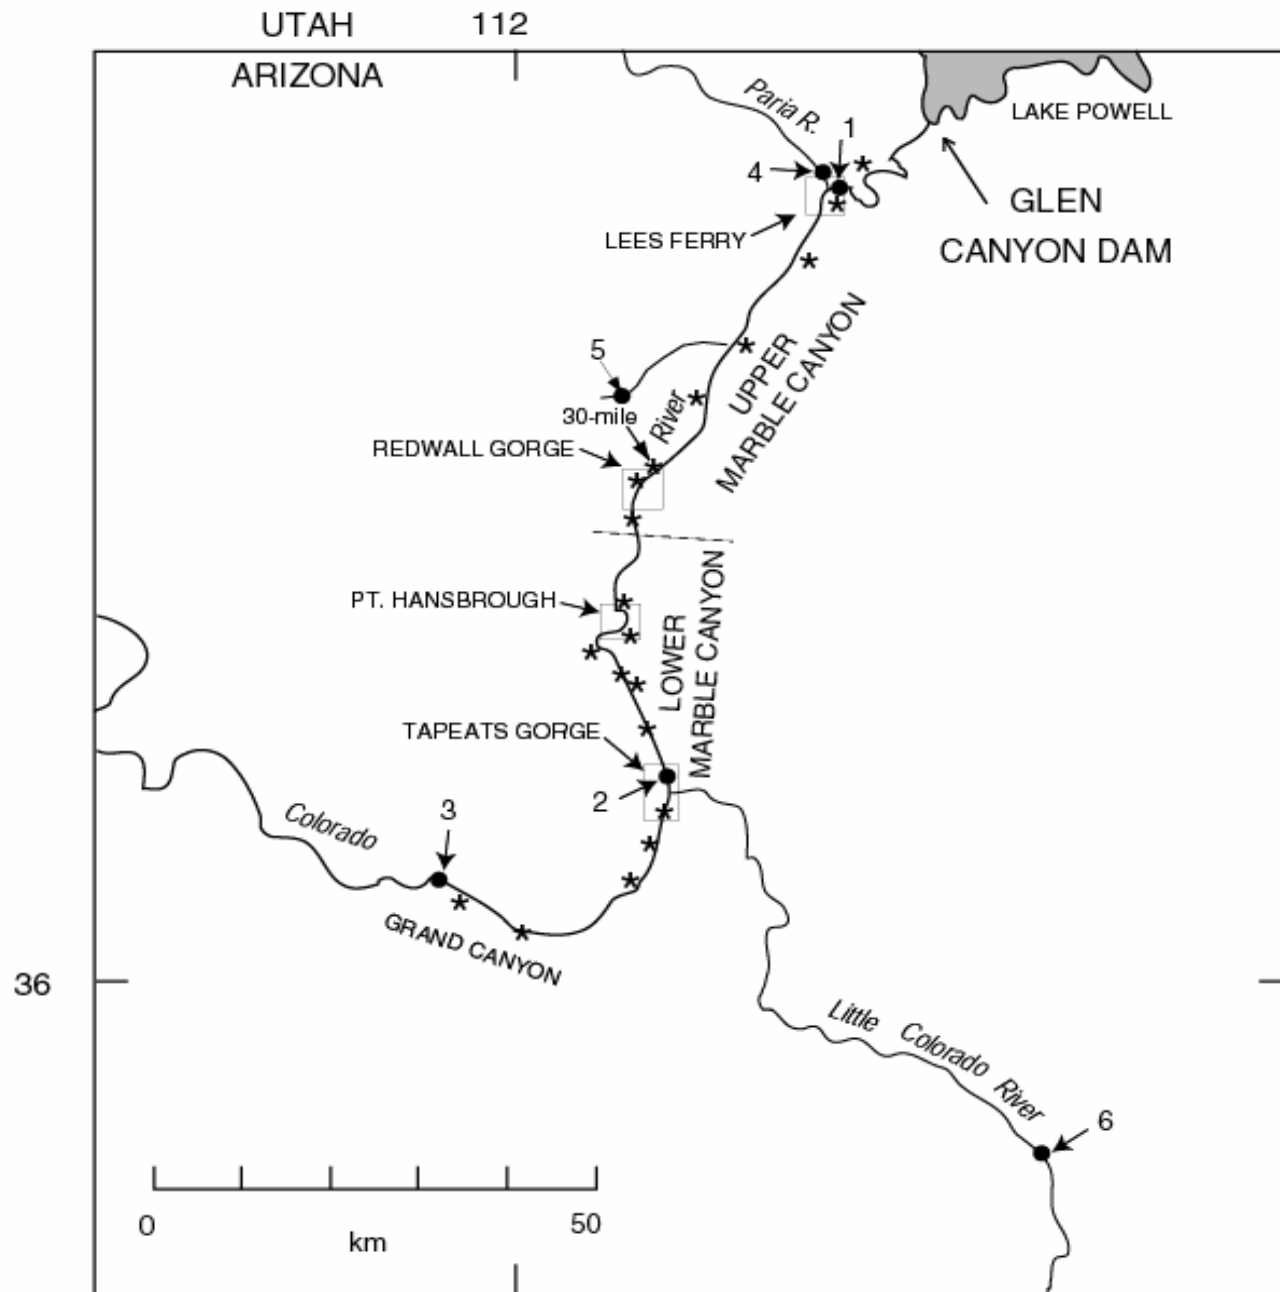 UTAH
112
ARIZONA
Paria R.
LAKE POWELL
1
4
GLEN
CANYON DAM
LEES FERRY
UPPER
MARBLE CANYON
5
30-mile
River
REDWALL GORGE
PT. HANSBROUGH
LOWER
MARBLE CANYON
TAPEATS GORGE
2
3
Colorado
GRAND CANYON
36
Little Colorado River
6
0
50
km